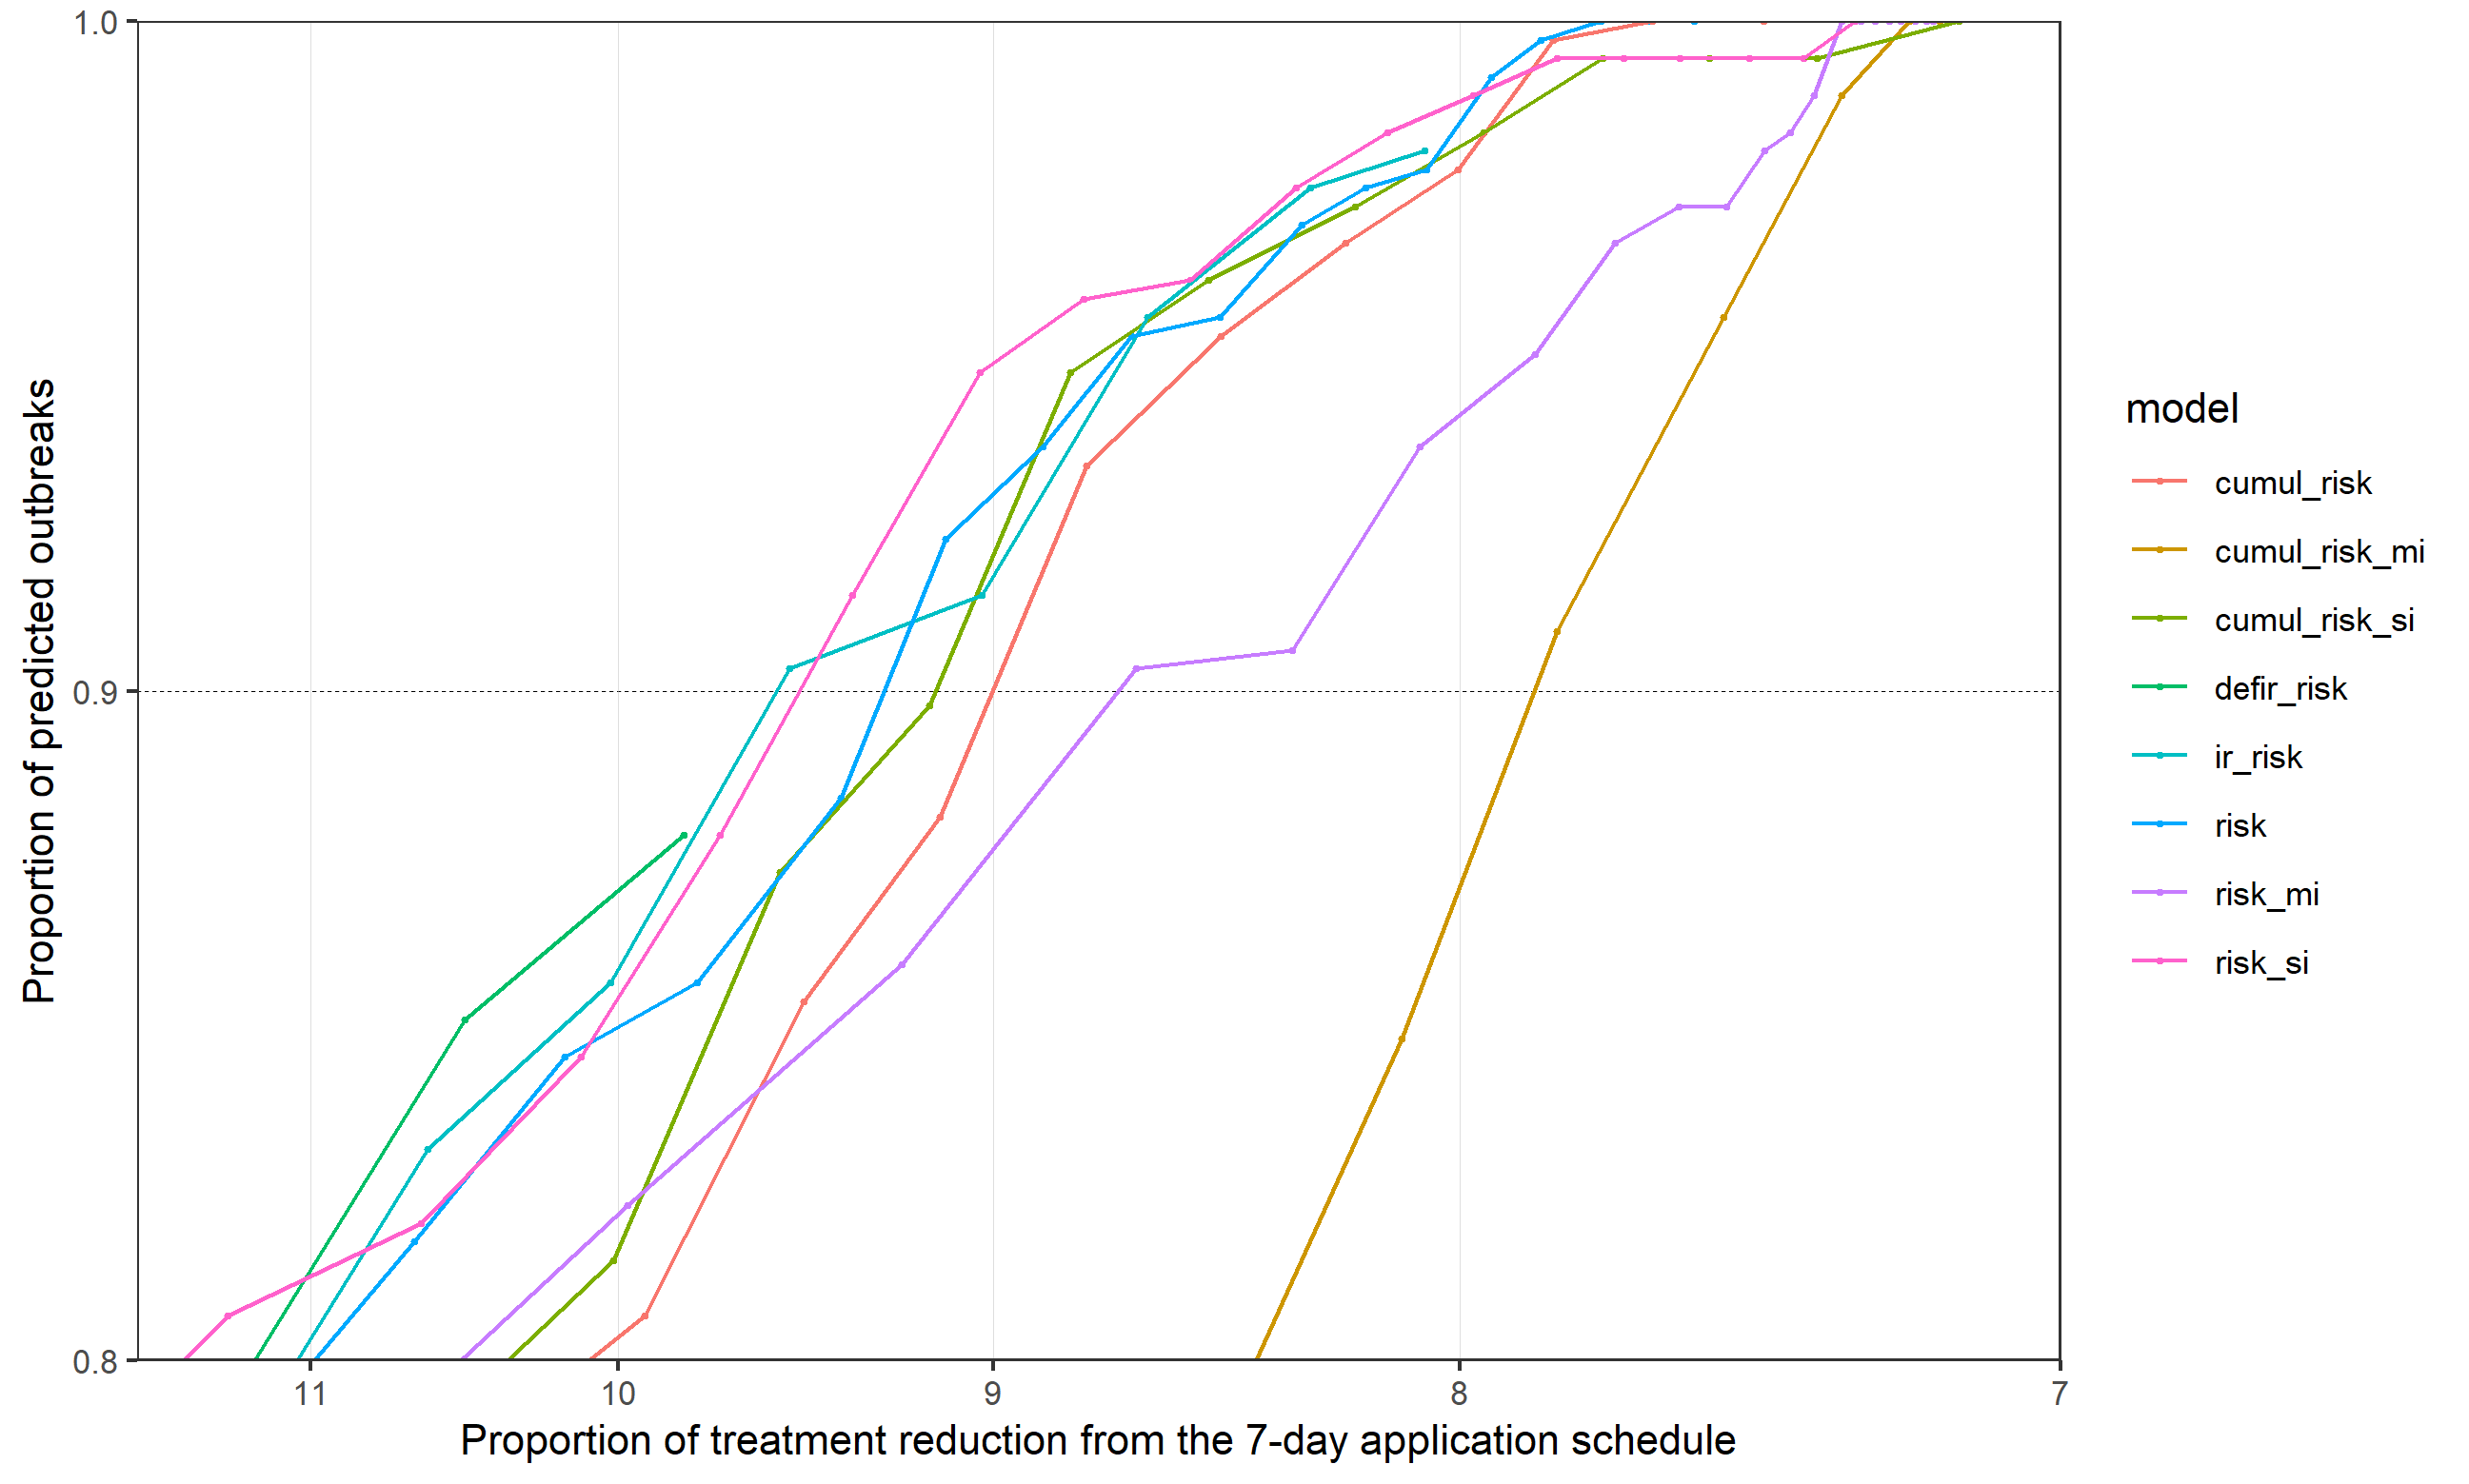 1.0
0.9
0.8
Proportion of predicted outbreaks
11 10 9 8 7
Proportion of treatment reduction from the 7-day application schedule
model
cumul_risk
cumul_risk_mi
cumul_risk_si
defir_risk
ir_risk
risk
risk_mi
risk_si